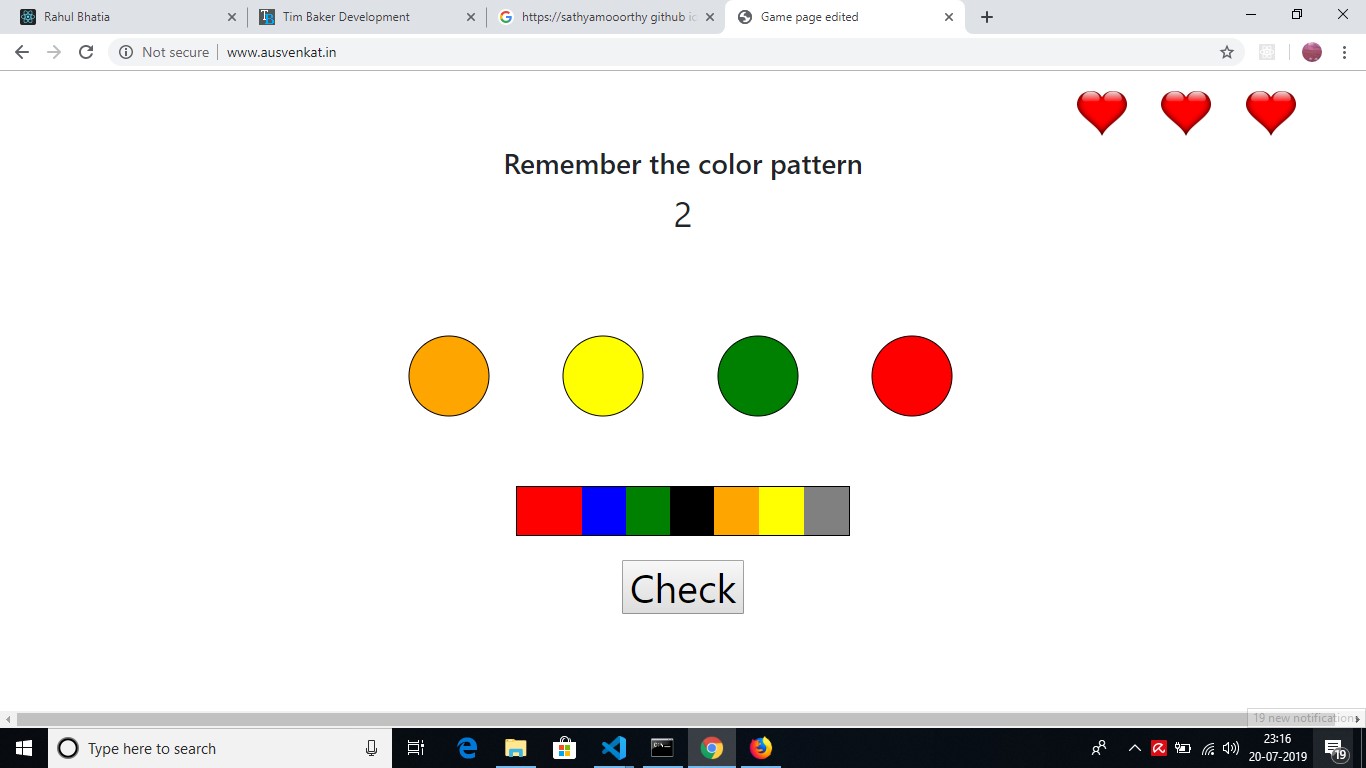 Rahul Bhatia
Tim Baker Development
https://sathyamooorthy github ic
Game page edited
Not secure
www.ausvenkat.in
Remember the color pattern
2
Check
19 new notifications
Type here to search
23:16
20-07-2019
19